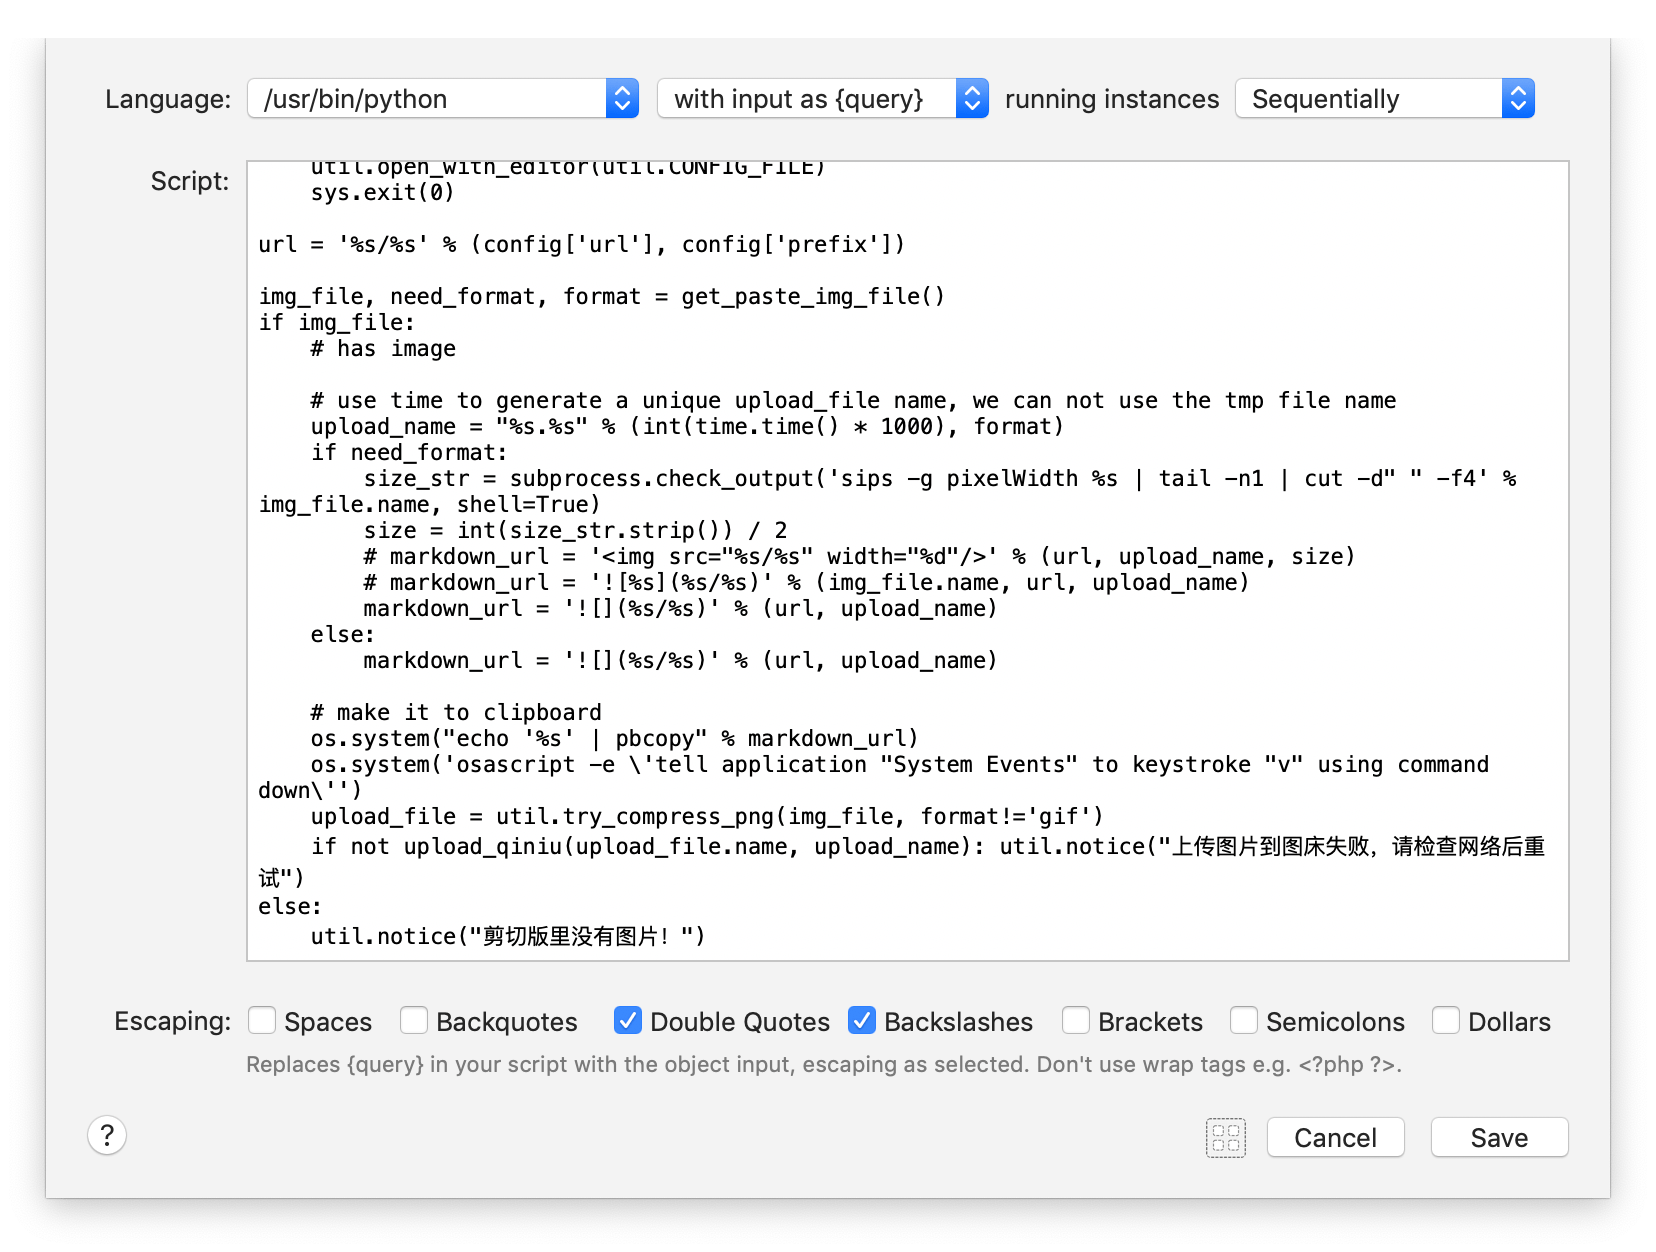 Language: /usr/bin/python with input as {query} running instances Sequentially
Script:
    util.open_with_editor(util.CONFIG_FILE)
    sys.exit(0)

url = '%s/%s' % (config['url'], config['prefix'])

img_file, need_format, format = get_paste_img_file()
if img_file:
    # has image

    # use time to generate a unique upload_file name, we can not use the tmp file name
    upload_name = "%s.%s" % (int(time.time() * 1000), format)
    if need_format:
        size_str = subprocess.check_output('sips -g pixelWidth %s | tail -n1 | cut -d" " -f4' %
img_file.name, shell=True)
        size = int(size_str.strip()) / 2
        # markdown_url = '<img src="%s/%s" width="%d"/>' % (url, upload_name, size)
        # markdown_url = '![%s](%s/%s)' % (img_file.name, url, upload_name)
        markdown_url = '![](%s/%s)' % (url, upload_name)
    else:
        markdown_url = '![](%s/%s)' % (url, upload_name)

    # make it to clipboard
    os.system("echo '%s' | pbcopy" % markdown_url)
    os.system('osascript -e \'tell application "System Events" to keystroke "v" using command
down\'')
    upload_file = util.try_compress_png(img_file, format!='gif')
    if not upload_qiniu(upload_file.name, upload_name): util.notice("上传图片到图床失败，请检查网络后重
试")
else:
    util.notice("剪切版里没有图片！")
Escaping: Spaces Backquotes Double Quotes Backslashes Brackets Semicolons Dollars
Replaces {query} in your script with the object input, escaping as selected. Don't use wrap tags e.g. <?php ?>.
? Cancel Save